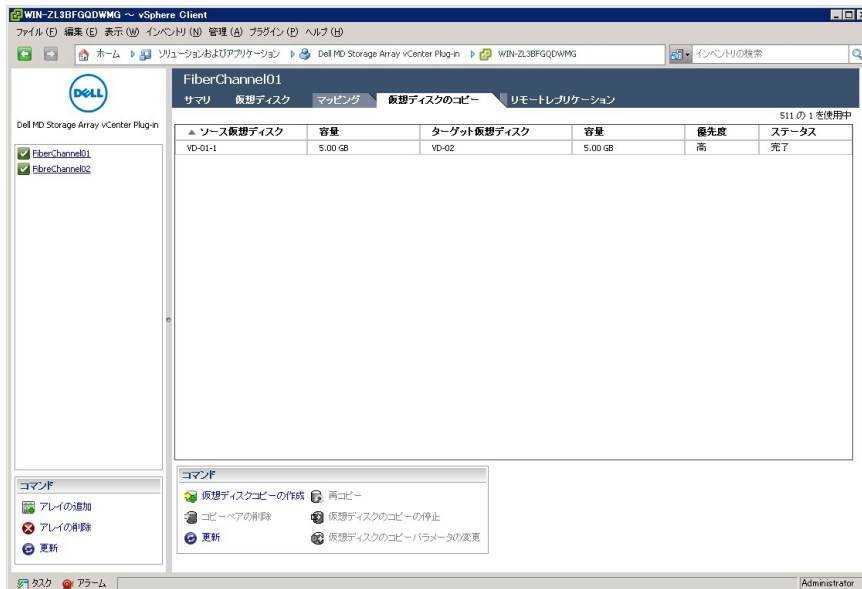 WIN-ZL3BFGQDWMG ～ vSphere Client
ファイル (F) 編集 (E) 表示 (W) インベントリ (N) 管理 (A) プラグイン (P) ヘルプ (H)
ホーム ソリューションおよびアプリケーション Dell MD Storage Array vCenter Plug-in WIN-ZL3BFGQDWMG インベントリの検索
DELL
Dell MD Storage Array vCenter Plug-in
FiberChannel01
FibreChannel02
FiberChannel01
サマリ 仮想ディスク マッピング 仮想ディスクのコピー リモートレプリケーション
511 の 1 を使用中
ソース仮想ディスク 容量 ターゲット仮想ディスク 容量 優先度 ステータス
VD-01-1 5.00 GB VD-02 5.00 GB 高 完了
コマンド
アレイの追加
アレイの削除
更新
コマンド
仮想ディスクコピーの作成 再コピー
コピーペアの削除 仮想ディスクのコピーの停止
更新 仮想ディスクのコピーパラメータの変更
タスク アラーム Administrator